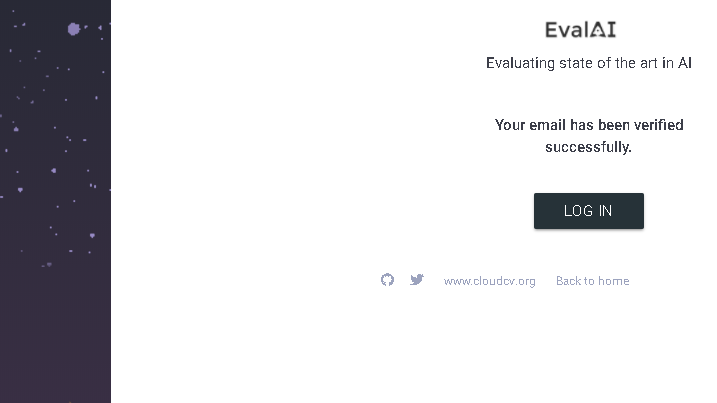 EvalAI
Evaluating state of the art in AI
Your email has been verified
successfully.
LOG IN
www.cloudcv.org Back to home